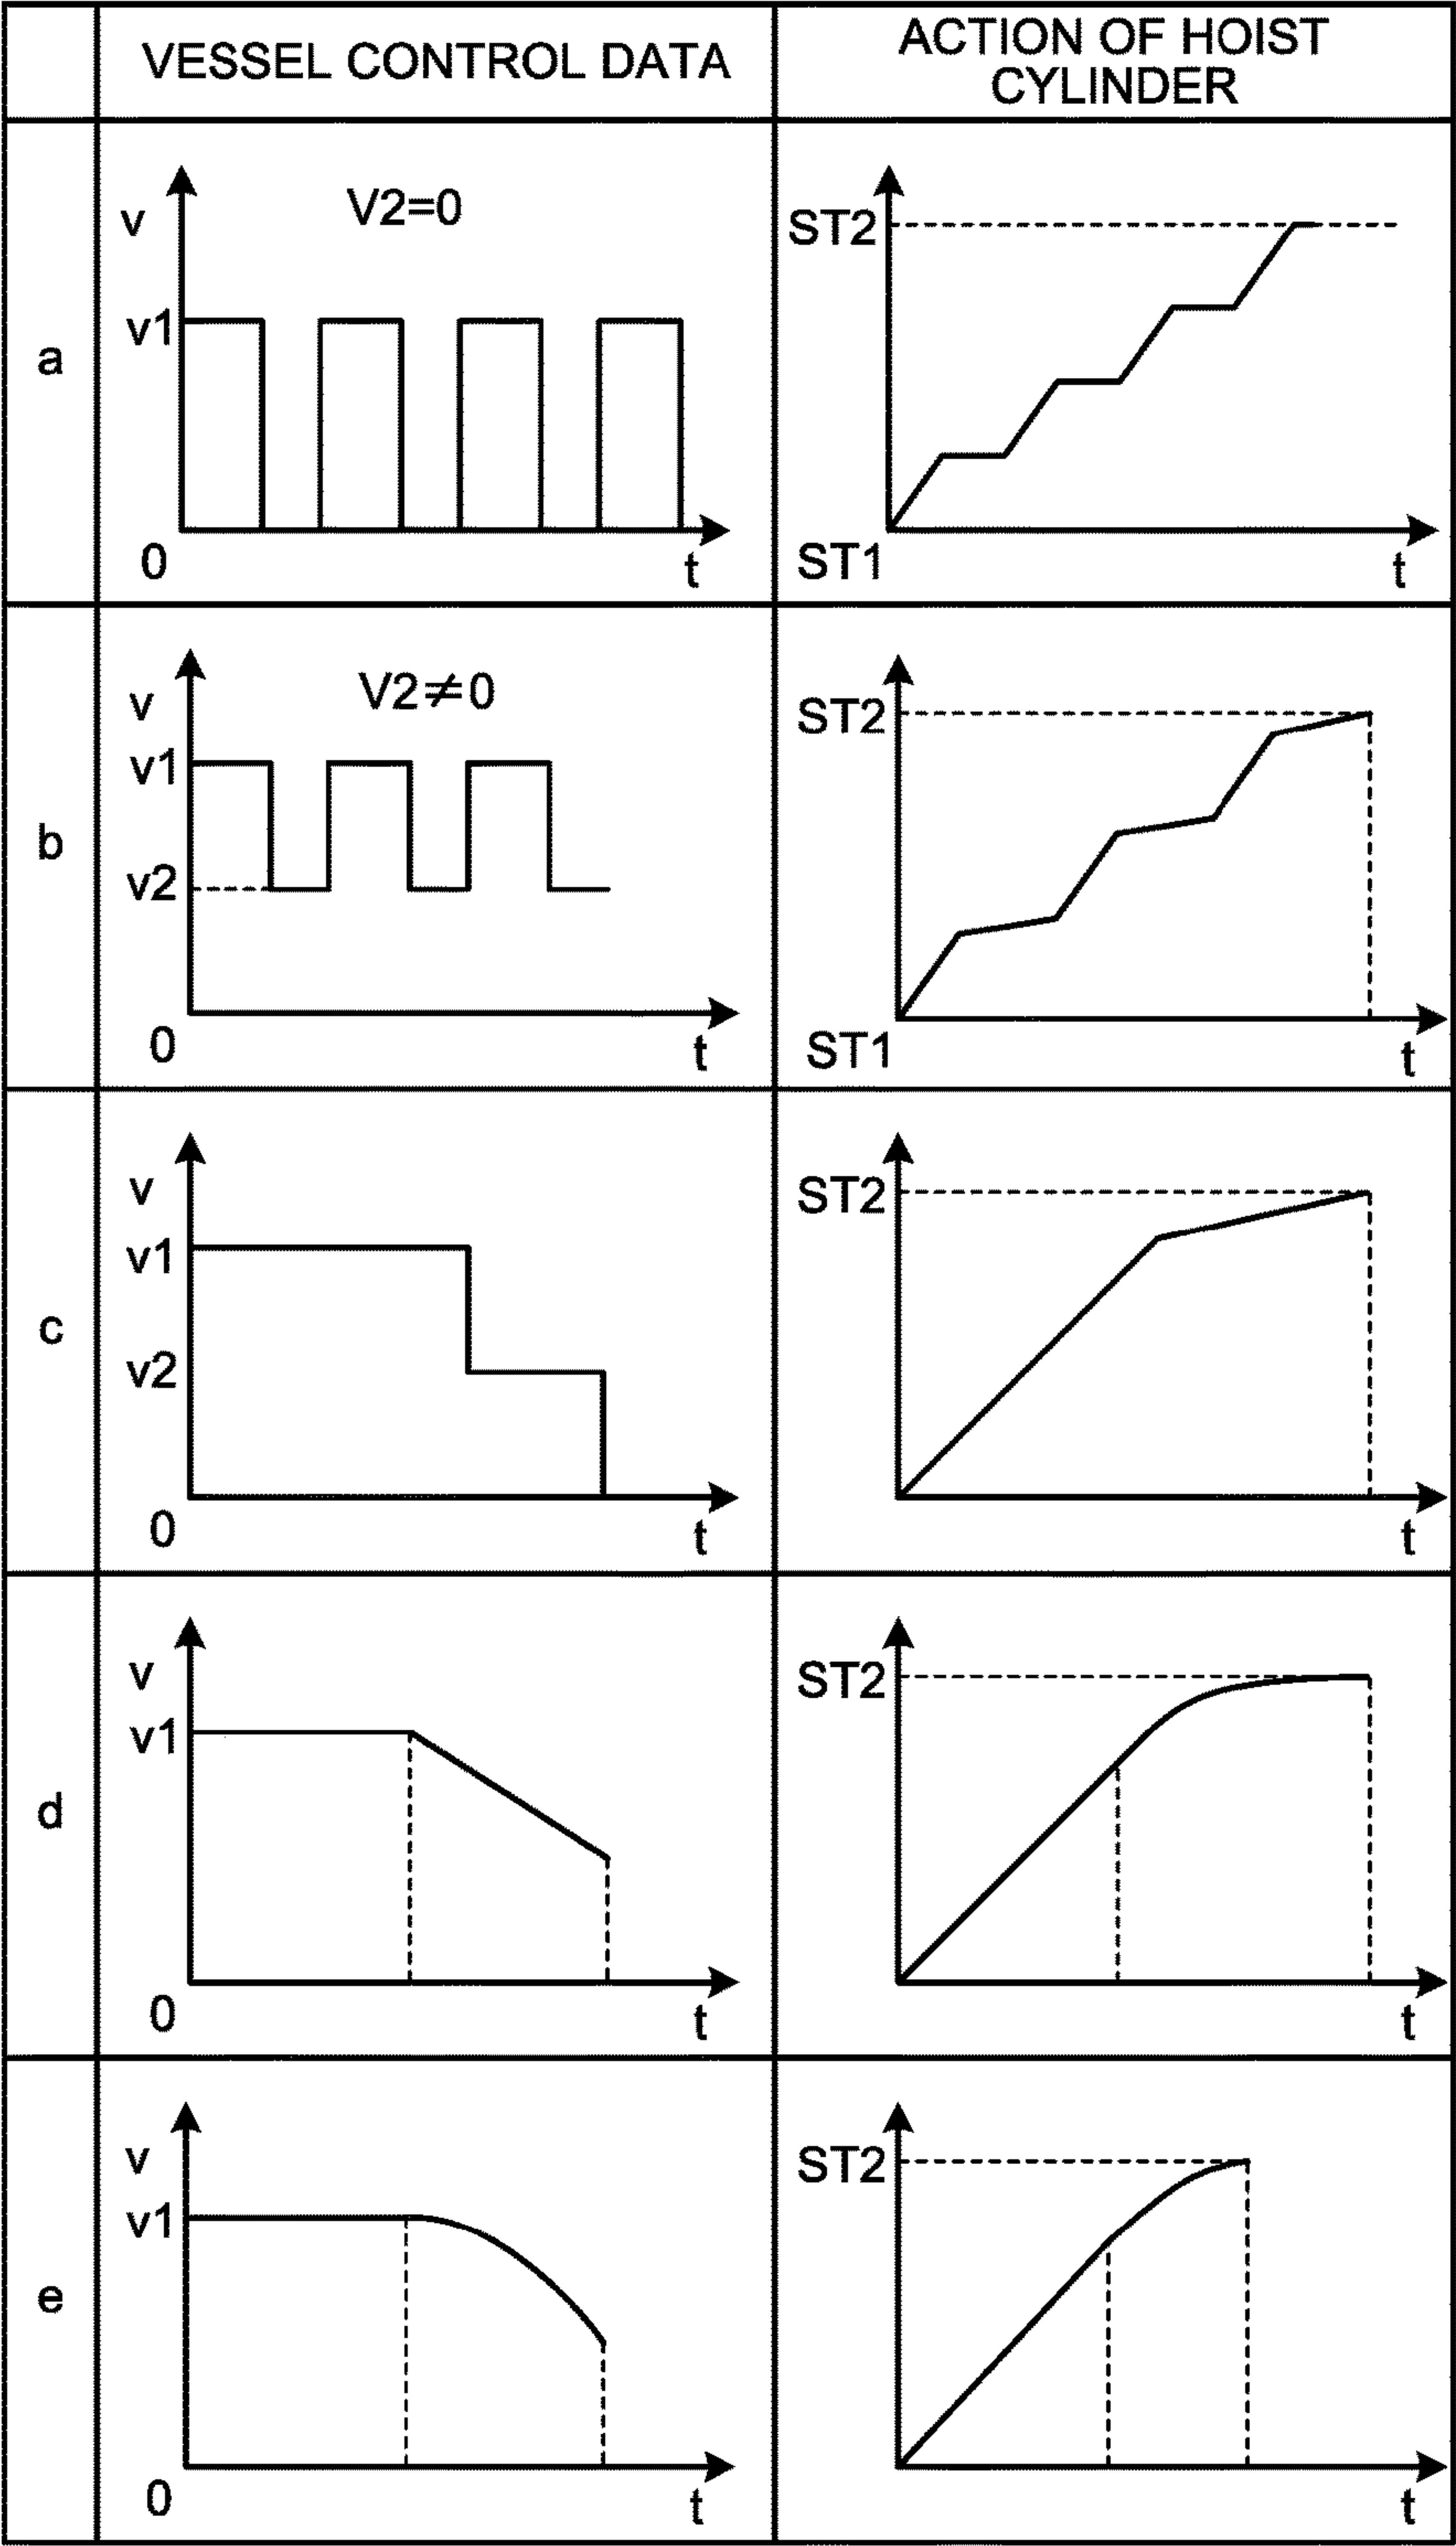 VESSEL CONTROL DATA
ACTION OF HOIST
CYLINDER
a
v
V2=0
v1
0
t
ST2
ST1
t
b
v
V2≠0
v1
v2
0
t
ST2
ST1
t
c
v
v1
v2
0
t
ST2
t
d
v
v1
0
t
ST2
t
e
v
v1
0
t
ST2
t